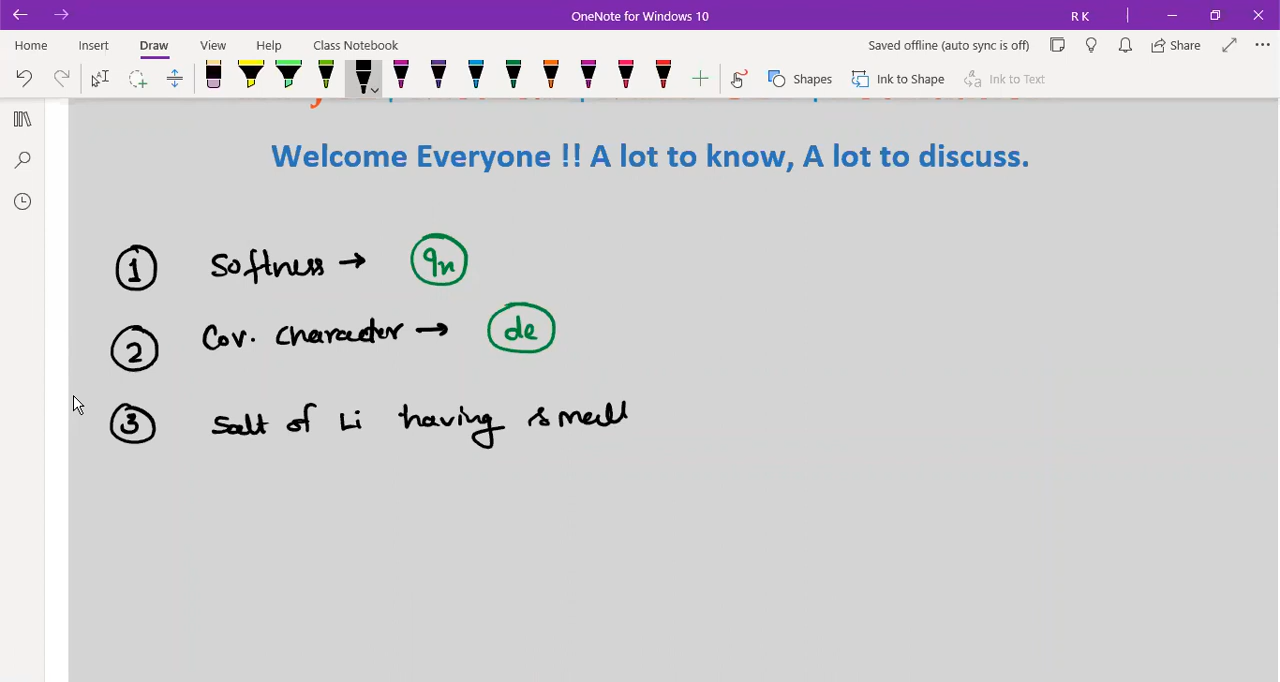 OneNote for Windows 10
R K
Home Insert Draw View Help Class Notebook
Saved offline (auto sync is off)
Share
Shapes
Ink to Shape
Ink to Text
Welcome Everyone !! A lot to know, A lot to discuss.
1 Softness →
2 Cov. character → de
3 Salt of Li having small